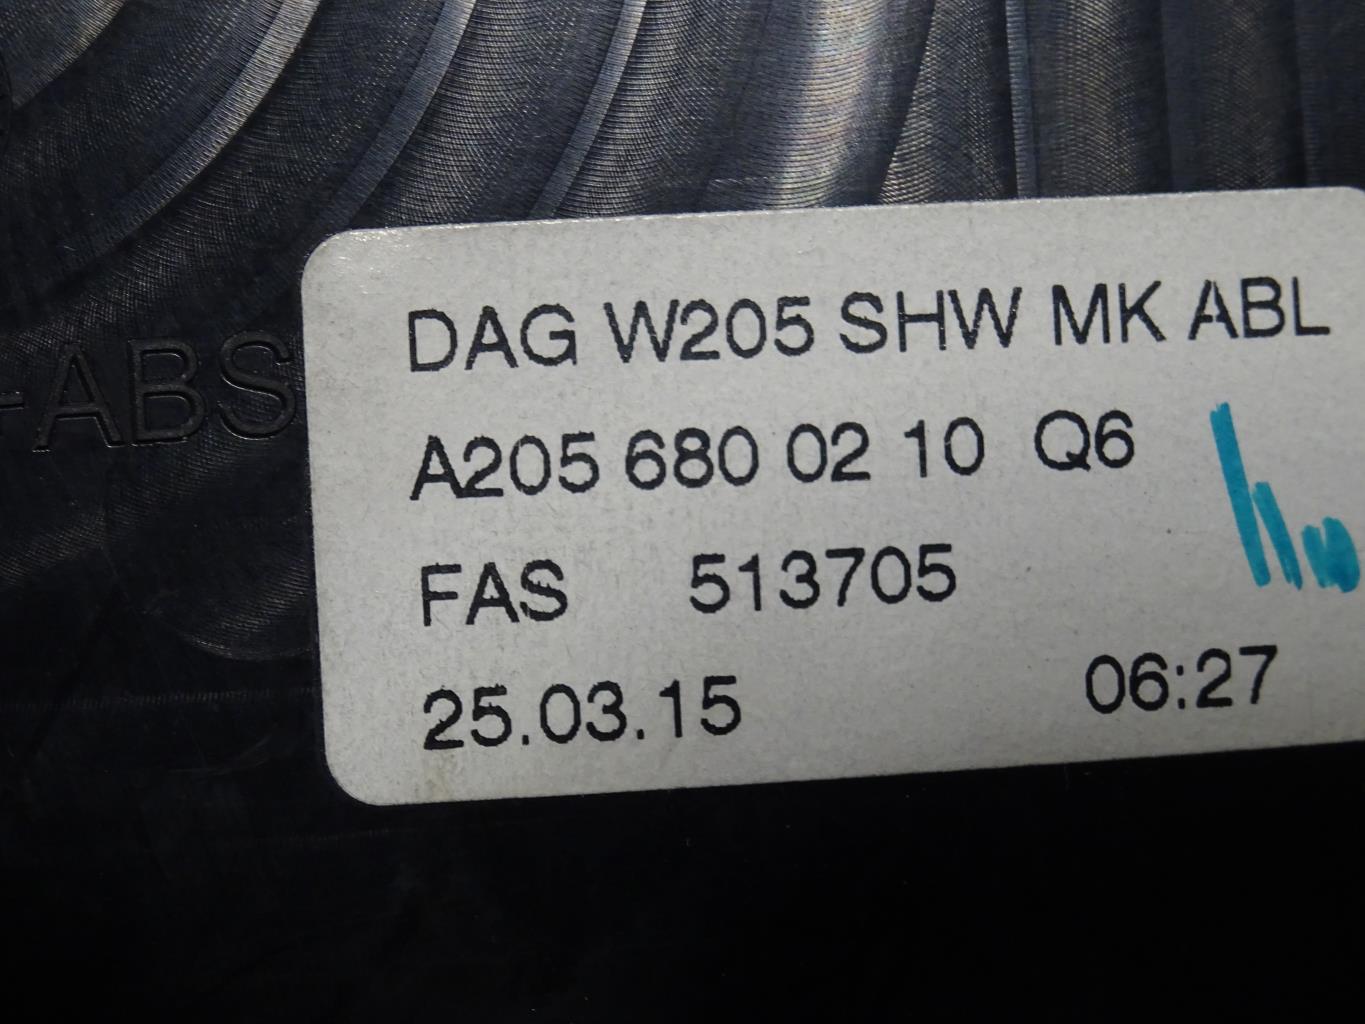 DAG W205 SHW MK ABL
A205 680 02 10 Q6
FAS 513705
25.03.15 06:27
-ABS